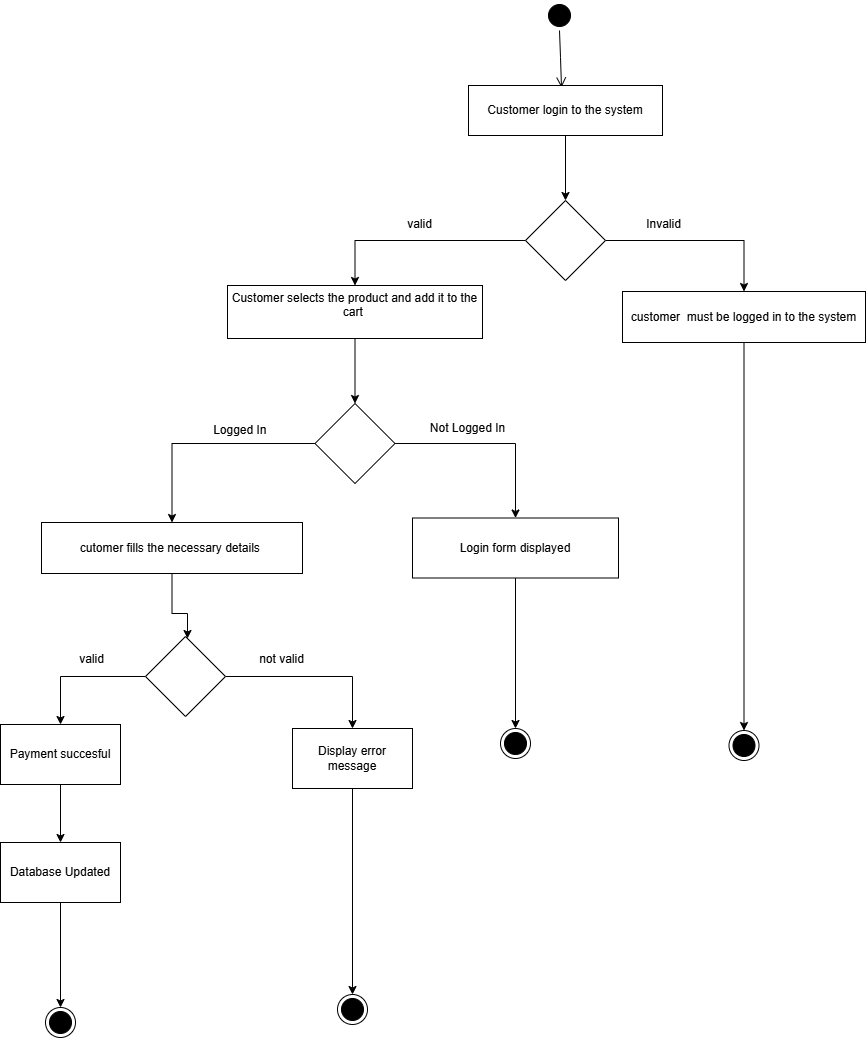 Customer login to the system
valid
Invalid
Customer selects the product and add it to the
cart
customer must be logged in to the system
Logged In
Not Logged In
cutomer fills the necessary details
Login form displayed
valid
not valid
Payment succesful
Display error
message
Database Updated